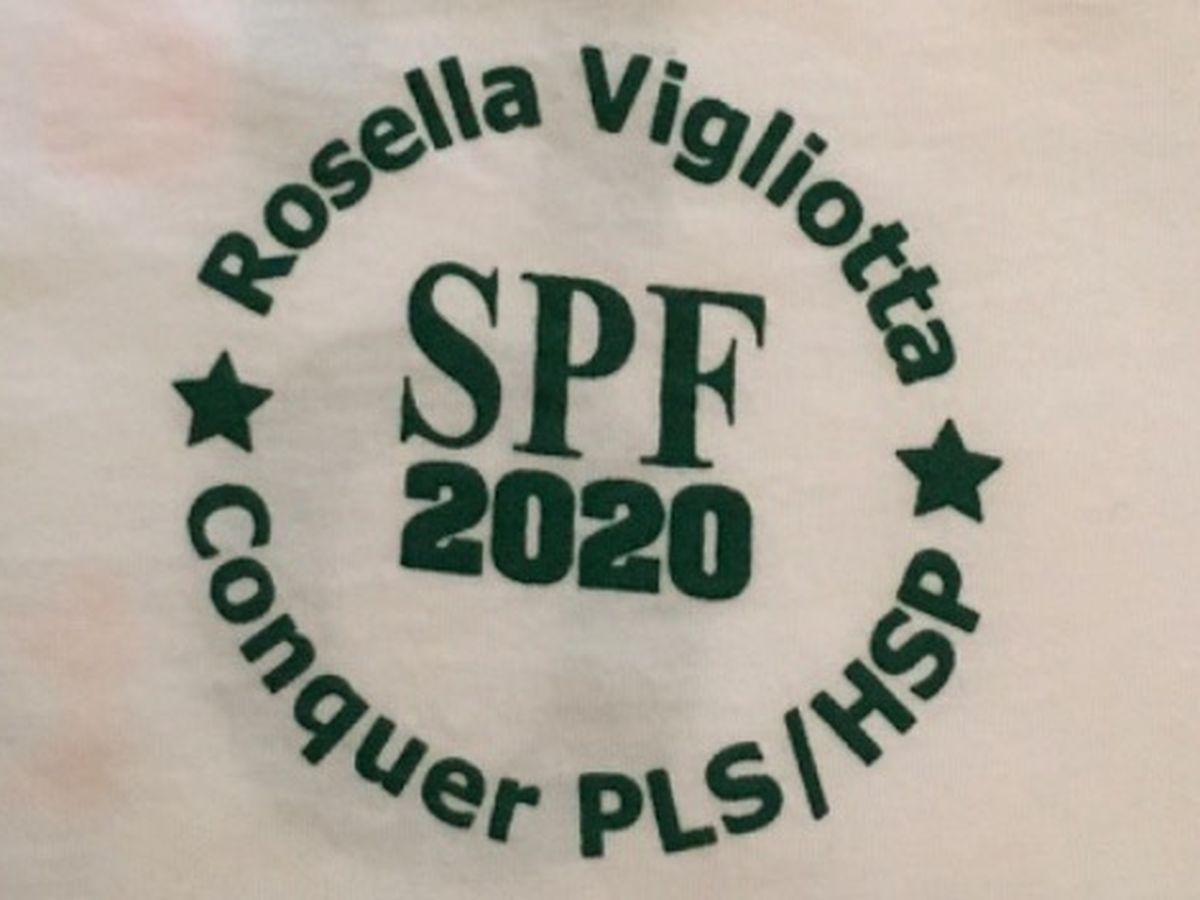 Rosella Vigliotta
SPF
2020
Conquer PLS/HSP